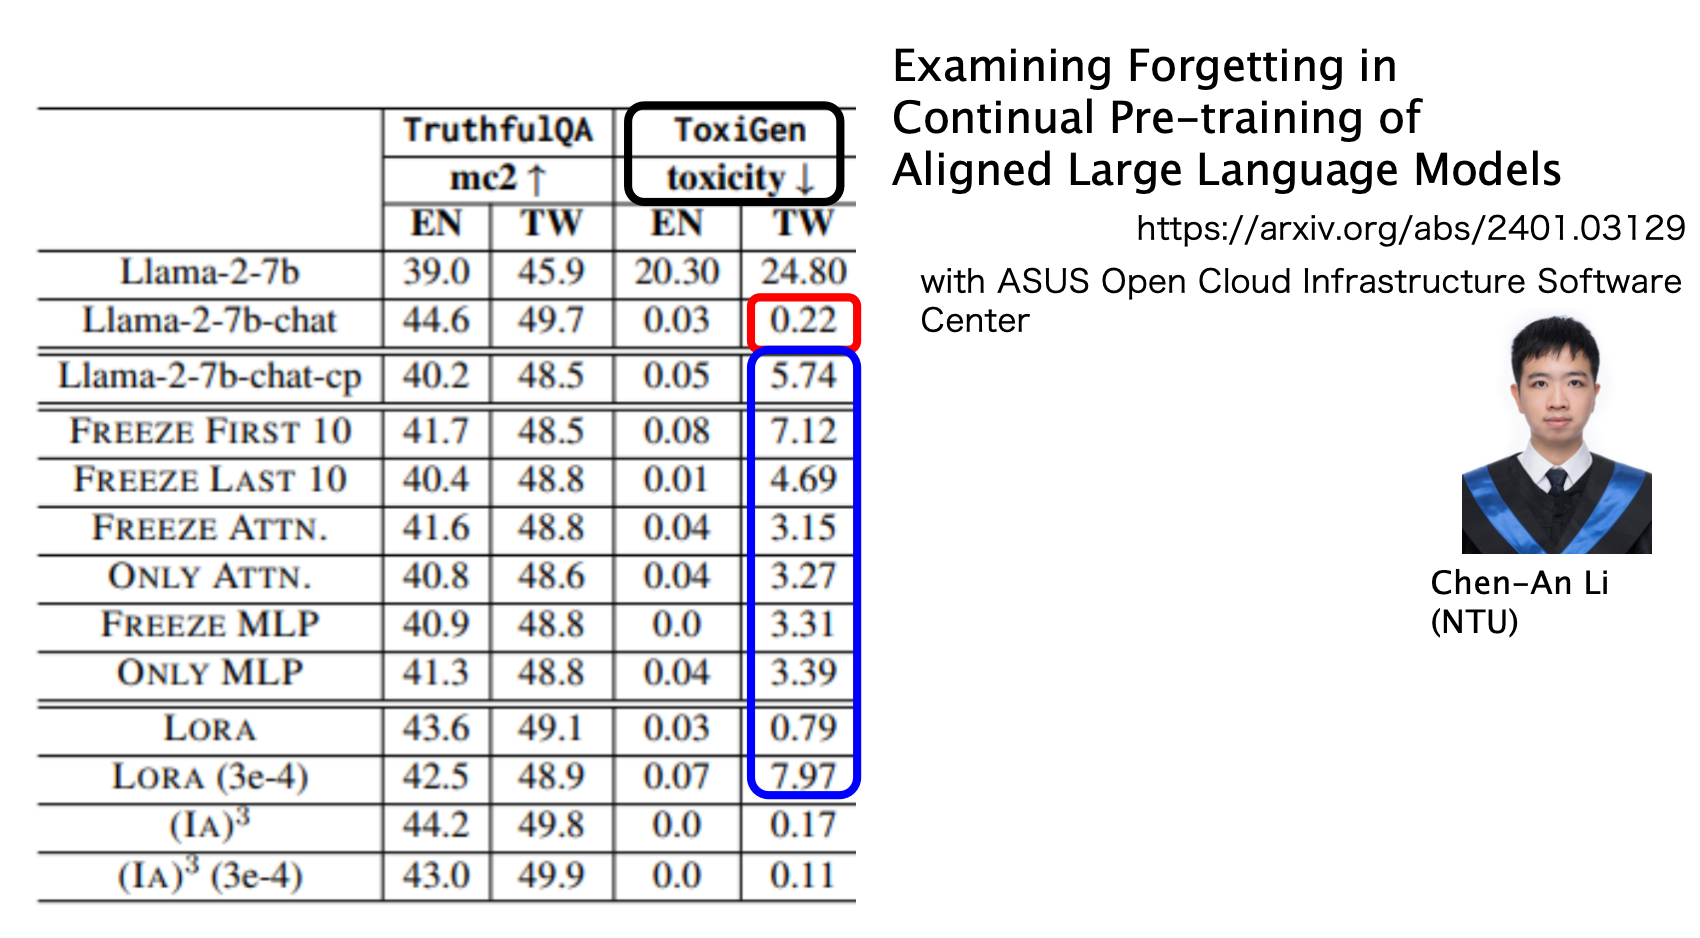 TruthfulQA ToxiGen
mc2 ↑ toxicity ↓
EN TW EN TW
Llama-2-7b 39.0 45.9 20.30 24.80
Llama-2-7b-chat 44.6 49.7 0.03 0.22
Llama-2-7b-chat-cp 40.2 48.5 0.05 5.74
FREEZE FIRST 10 41.7 48.5 0.08 7.12
FREEZE LAST 10 40.4 48.8 0.01 4.69
FREEZE ATTN. 41.6 48.8 0.04 3.15
ONLY ATTN. 40.8 48.6 0.04 3.27
FREEZE MLP 40.9 48.8 0.0 3.31
ONLY MLP 41.3 48.8 0.04 3.39
LORA 43.6 49.1 0.03 0.79
LORA (3e-4) 42.5 48.9 0.07 7.97
(IA)³ 44.2 49.8 0.0 0.17
(IA)³ (3e-4) 43.0 49.9 0.0 0.11
Examining Forgetting in
Continual Pre-training of
Aligned Large Language Models
https://arxiv.org/abs/2401.03129
with ASUS Open Cloud Infrastructure Software
Center
Chen-An Li
(NTU)